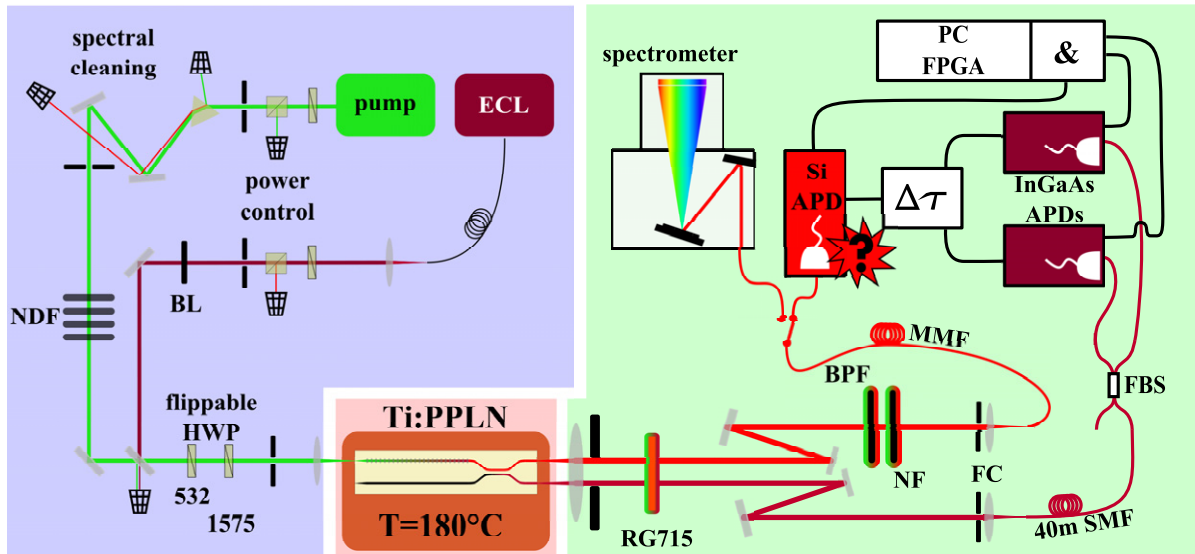 spectral
cleaning
pump
ECL
power
control
BL
NDF
flippable
HWP
532
1575
Ti:PPLN
T=180°C
spectrometer
PC
FPGA
&
Si
APD
?
Δτ
InGaAs
APDs
MMF
BPF
FBS
NF
FC
RG715
40m SMF